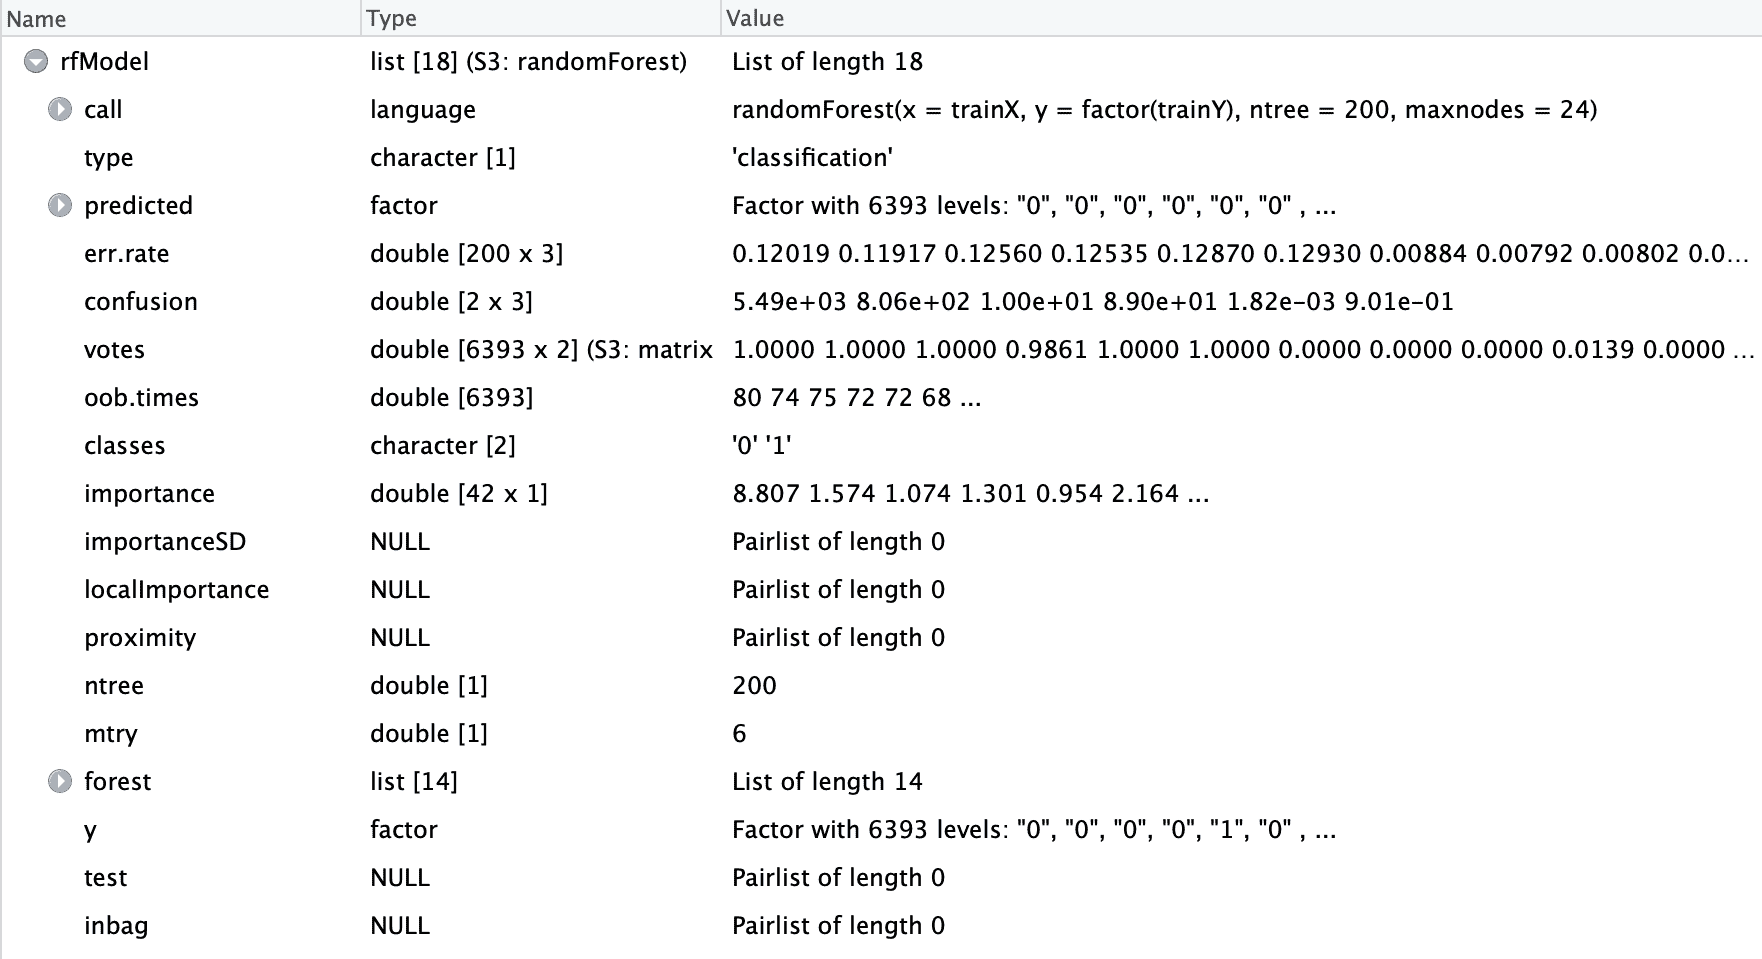 Name Type Value
rfModel list [18] (S3: randomForest) List of length 18
call language randomForest(x = trainX, y = factor(trainY), ntree = 200, maxnodes = 24)
type character [1] 'classification'
predicted factor Factor with 6393 levels: "0", "0", "0", "0", "0", "0" , ...
err.rate double [200 x 3] 0.12019 0.11917 0.12560 0.12535 0.12870 0.12930 0.00884 0.00792 0.00802 0.0...
confusion double [2 x 3] 5.49e+03 8.06e+02 1.00e+01 8.90e+01 1.82e-03 9.01e-01
votes double [6393 x 2] (S3: matrix 1.0000 1.0000 1.0000 0.9861 1.0000 1.0000 0.0000 0.0000 0.0000 0.0139 0.0000 ...
oob.times double [6393] 80 74 75 72 72 68 ...
classes character [2] '0' '1'
importance double [42 x 1] 8.807 1.574 1.074 1.301 0.954 2.164 ...
importanceSD NULL Pairlist of length 0
localImportance NULL Pairlist of length 0
proximity NULL Pairlist of length 0
ntree double [1] 200
mtry double [1] 6
forest list [14] List of length 14
y factor Factor with 6393 levels: "0", "0", "0", "0", "1", "0" , ...
test NULL Pairlist of length 0
inbag NULL Pairlist of length 0